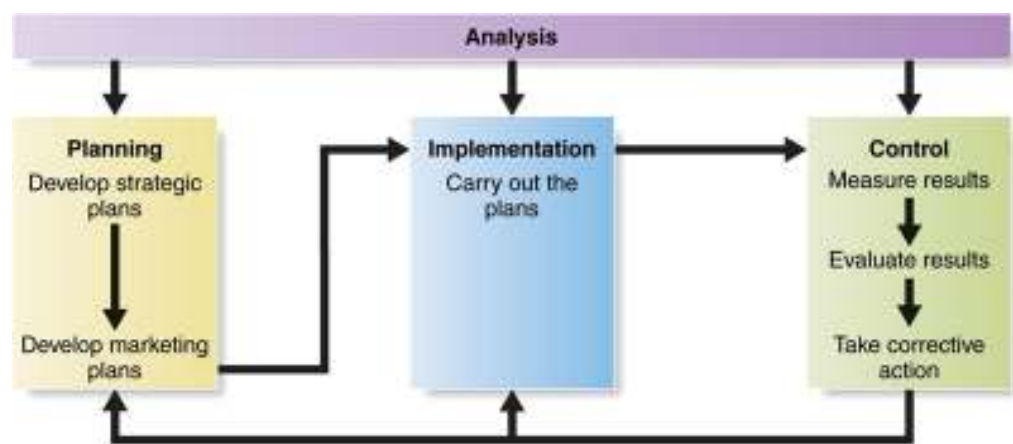 Analysis
Planning
Develop strategic
plans
Develop marketing
plans
Implementation
Carry out the
plans
Control
Measure results
Evaluate results
Take corrective
action